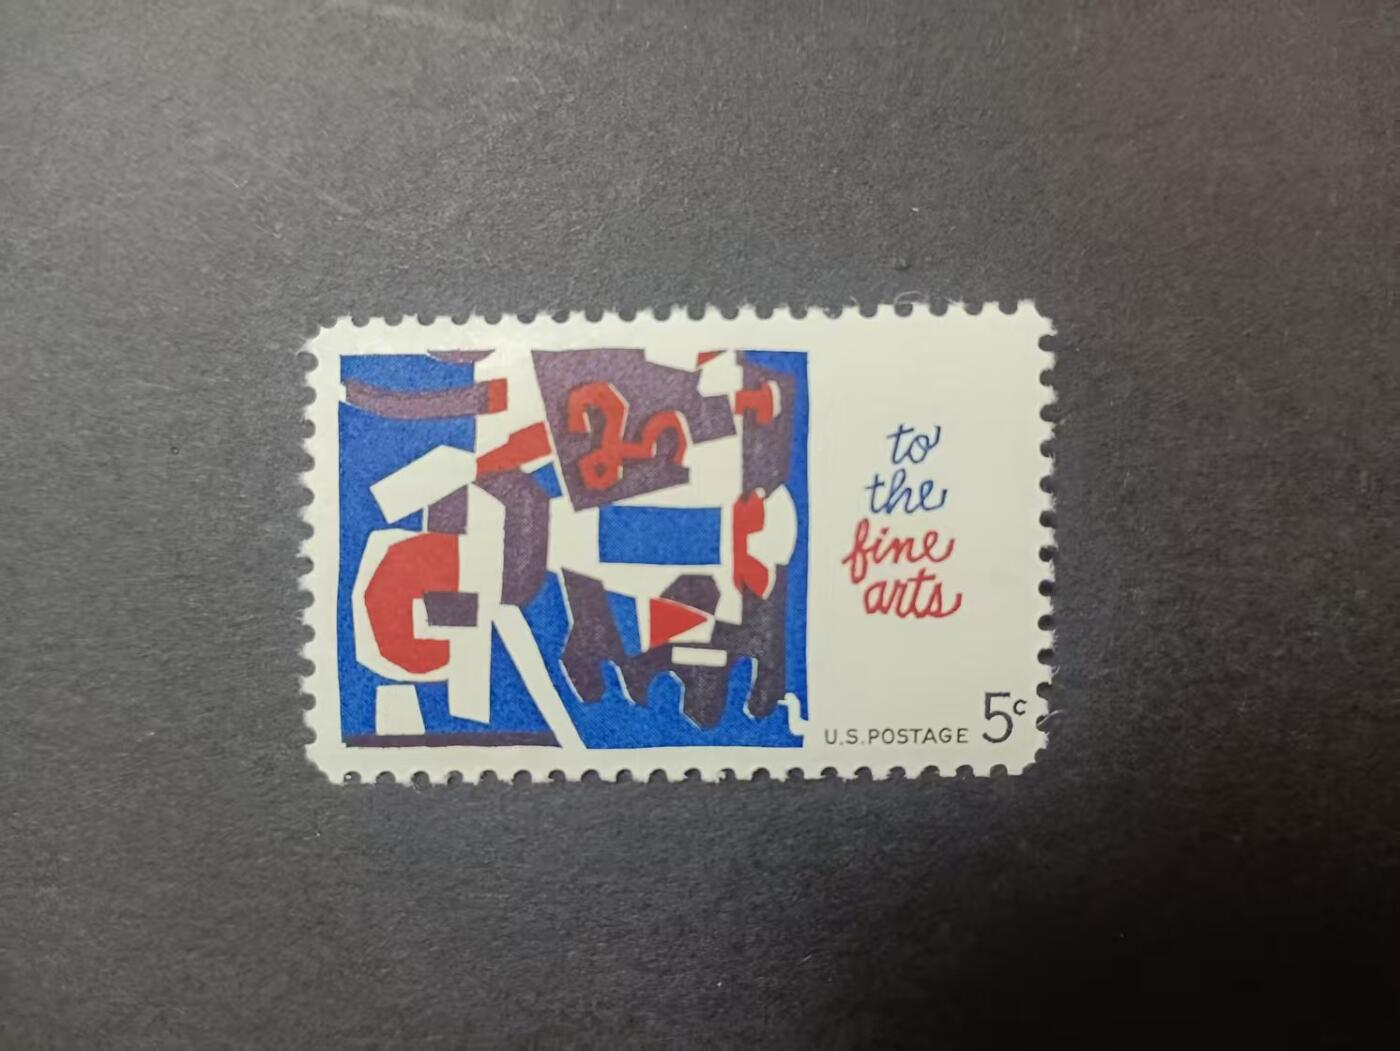 to
the
fine
arts
U.S.POSTAGE 5c